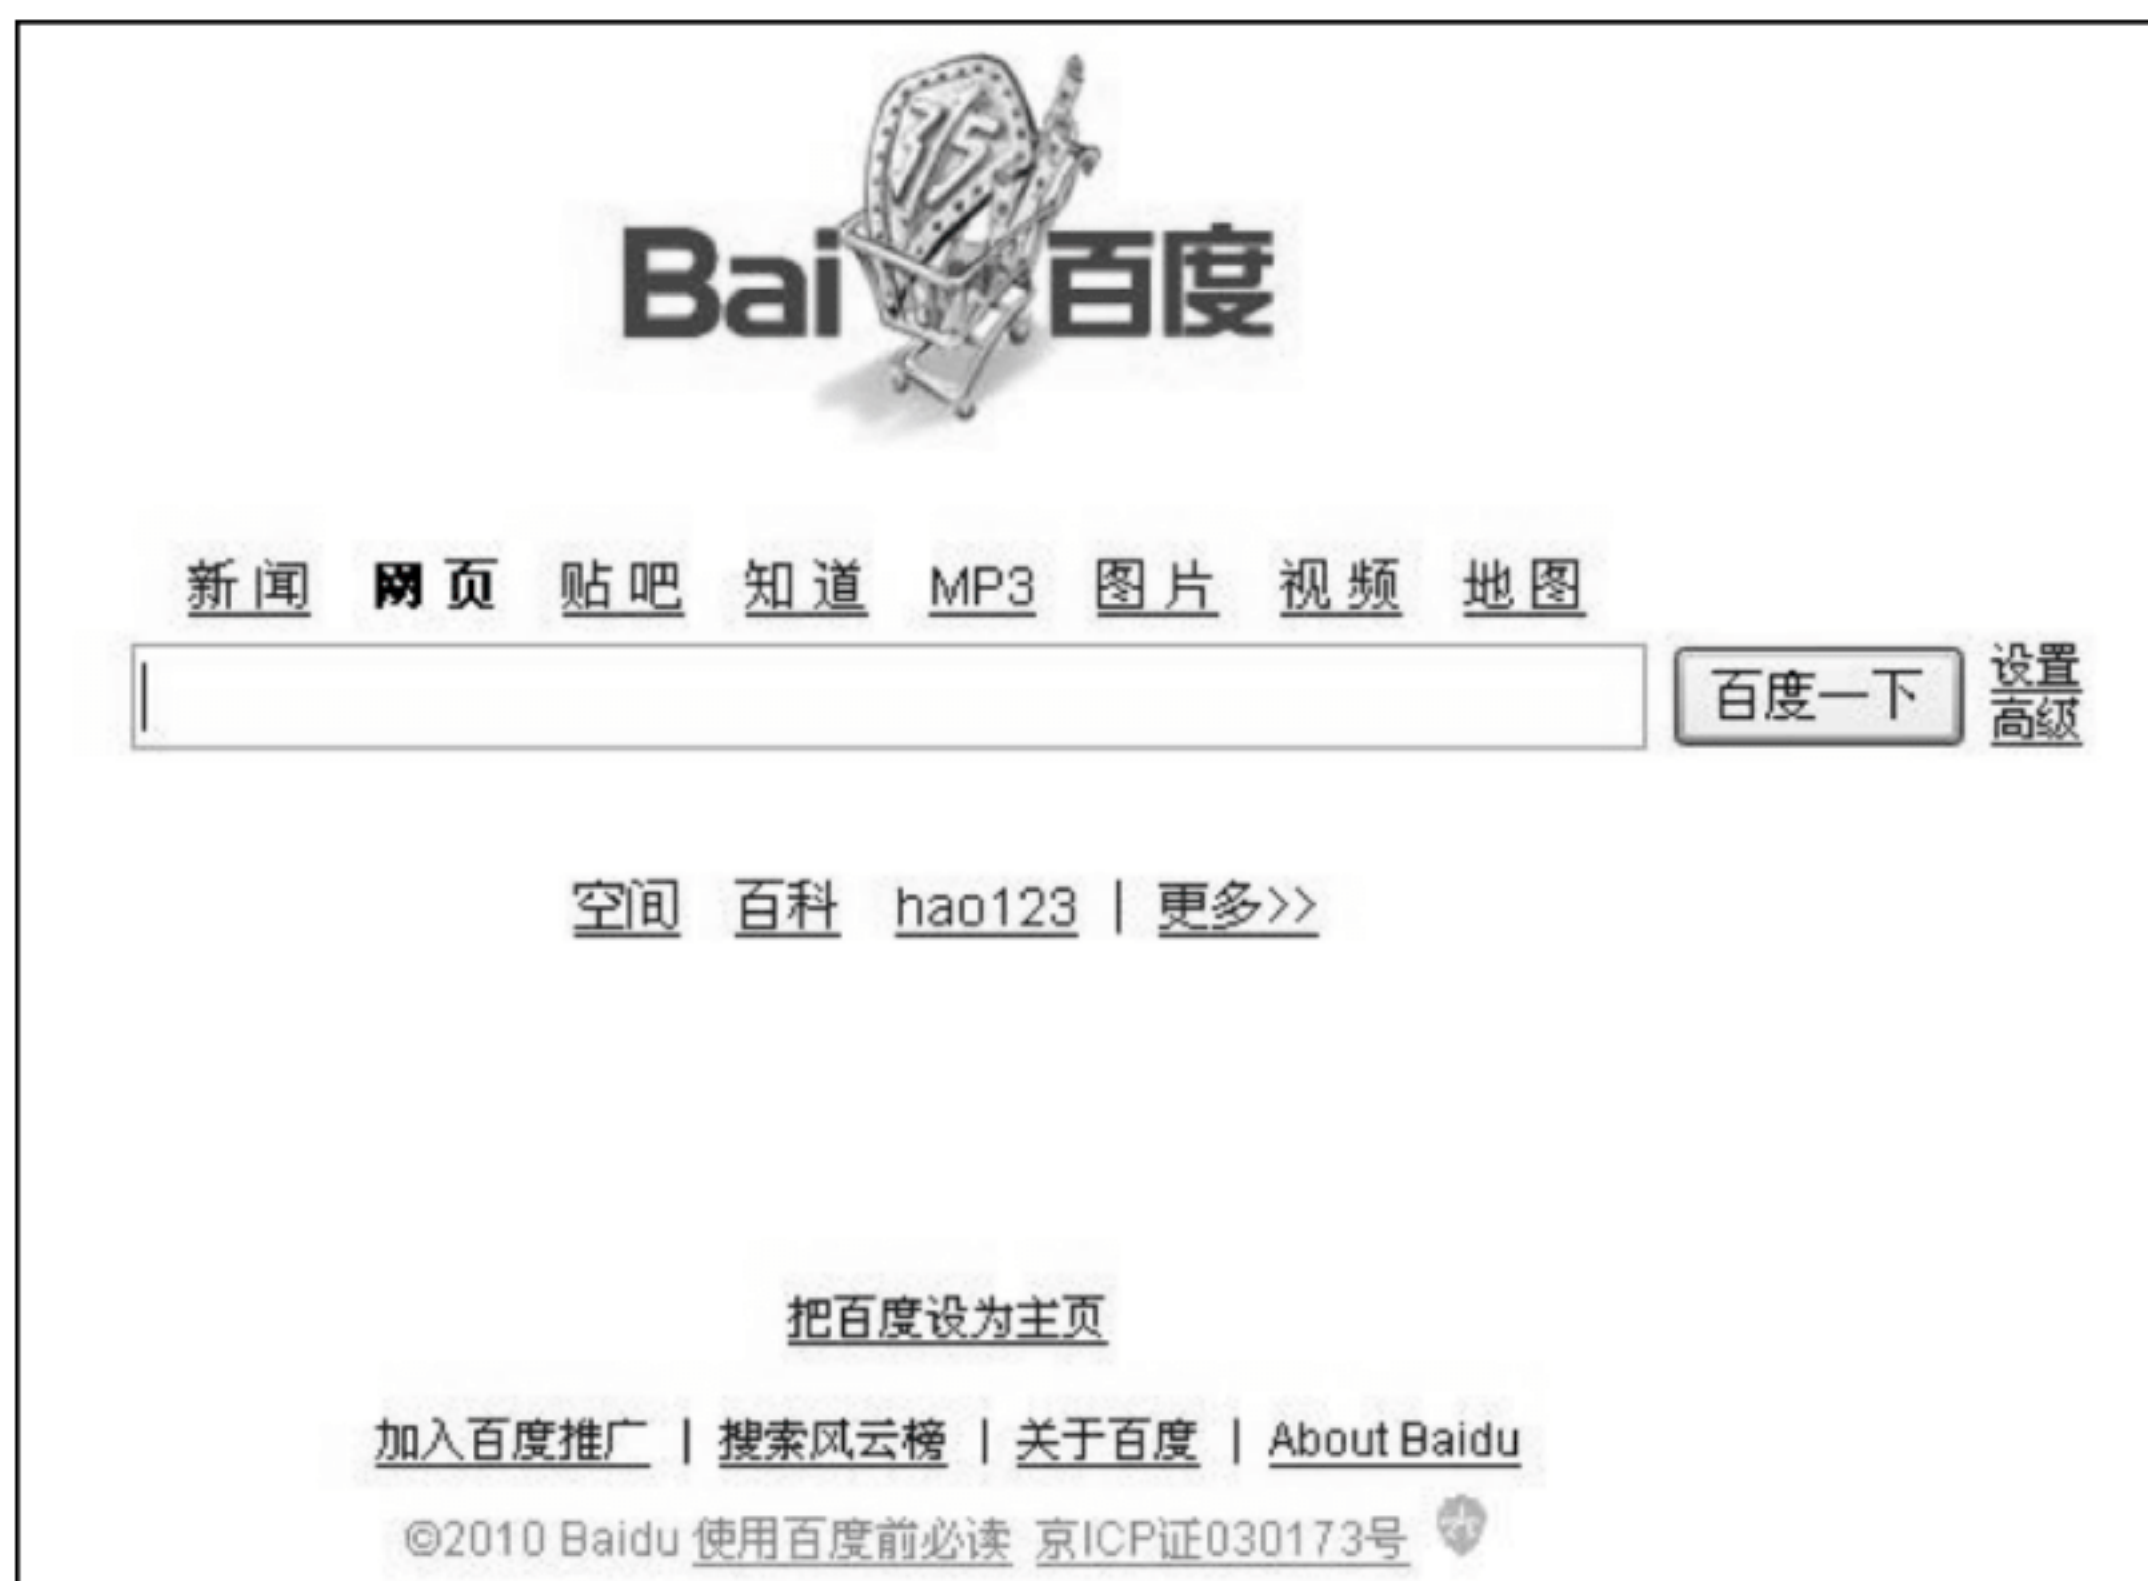 Bai 315 百度
新闻 网页 贴吧 知道 MP3 图片 视频 地图
百度一下 设置
高级
空间 百科 hao123 | 更多>>
把百度设为主页
加入百度推广 | 搜索风云榜 | 关于百度 | About Baidu
©2010 Baidu 使用百度前必读 京ICP证030173号